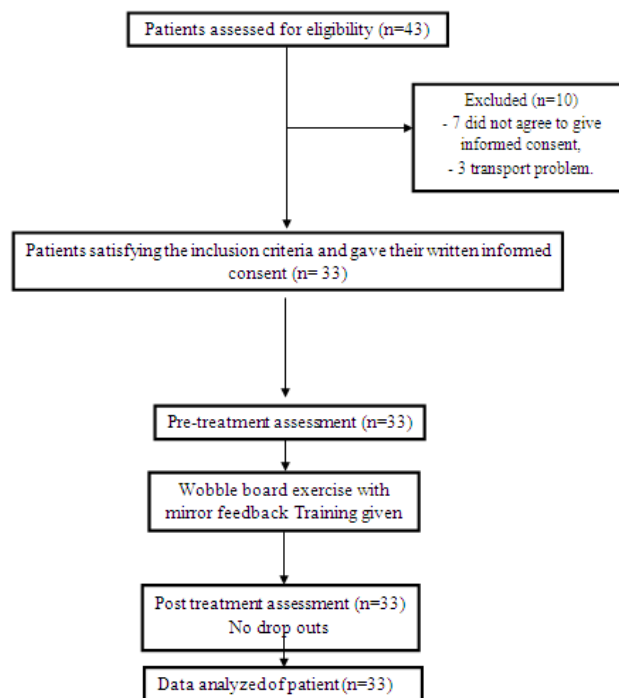 Patients assessed for eligibility (n=43)
Excluded (n=10)
- 7 did not agree to give
informed consent,
- 3 transport problem.
Patients satisfying the inclusion criteria and gave their written informed
consent (n= 33)
Pre-treatment assessment (n=33)
Wobble board exercise with
mirror feedback Training given
Post treatment assessment (n=33)
No drop outs
Data analyzed of patient (n=33)